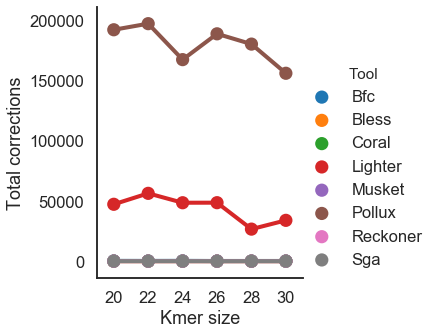 200000
150000
100000
50000
0
Total corrections
20 22 24 26 28 30
Kmer size
Tool
Bfc
Bless
Coral
Lighter
Musket
Pollux
Reckoner
Sga